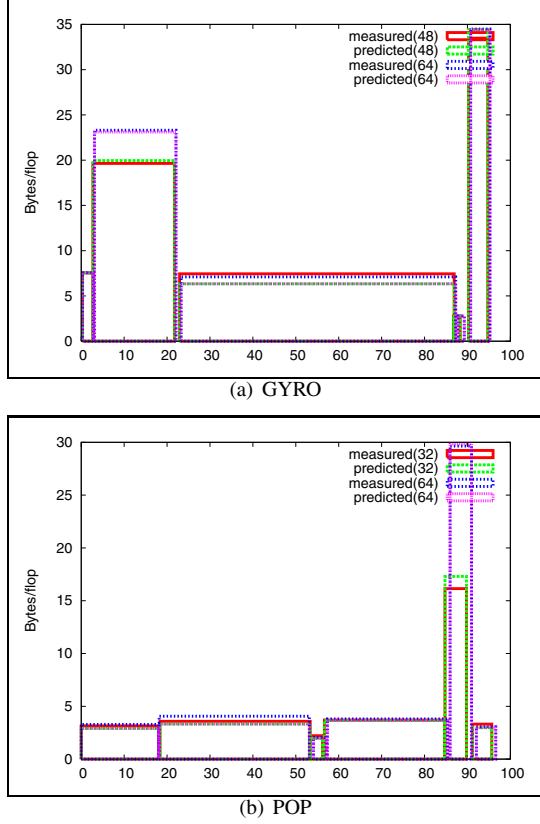 35
30
25
20
15
10
5
0
Bytes/flop
measured(48)
predicted(48)
measured(64)
predicted(64)
0 10 20 30 40 50 60 70 80 90 100
(a) GYRO
30
25
20
15
10
5
0
Bytes/flop
measured(32)
predicted(32)
measured(64)
predicted(64)
0 10 20 30 40 50 60 70 80 90 100
(b) POP